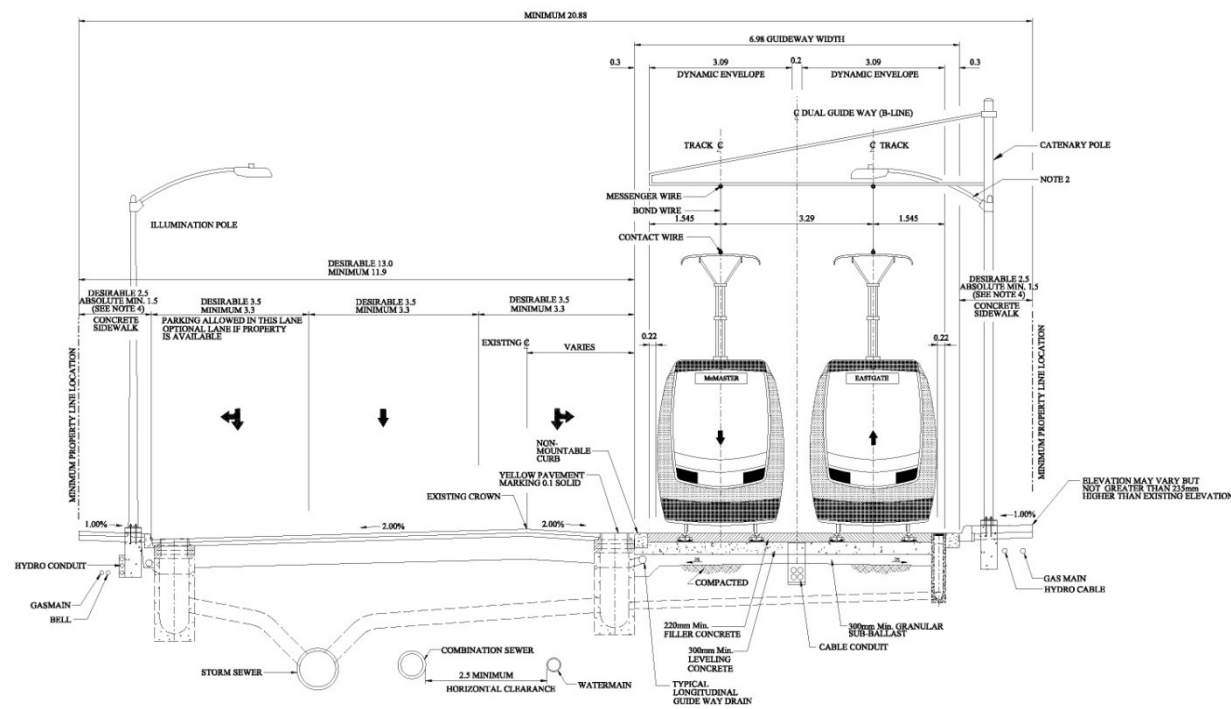 MINIMUM 20.88
6.98 GUIDEWAY WIDTH
0.3
3.09
DYNAMIC ENVELOPE
0.2
3.09
DYNAMIC ENVELOPE
0.3
℄ DUAL GUIDE WAY (B-LINE)
TRACK ℄
℄ TRACK
CATENARY POLE
NOTE 2
MESSENGER WIRE
BOND WIRE
ILLUMINATION POLE
1.545
3.29
1.545
CONTACT WIRE
DESIRABLE 13.0
MINIMUM 11.9
DESIRABLE 2.5
ABSOLUTE MIN. 1.5
(SEE NOTE 4)
CONCRETE
SIDEWALK
DESIRABLE 3.5
MINIMUM 3.3
PARKING ALLOWED IN THIS LANE
OPTIONAL LANE IF PROPERTY
IS AVAILABLE
DESIRABLE 3.5
MINIMUM 3.3
DESIRABLE 3.5
MINIMUM 3.3
DESIRABLE 2.5
ABSOLUTE MIN. 1.5
(SEE NOTE 4)
CONCRETE
SIDEWALK
EXISTING ℄
VARIES
0.22
0.22
McMASTER
EASTGATE
MINIMUM PROPERTY LINE LOCATION
MINIMUM PROPERTY LINE LOCATION
NON-
MOUNTABLE
CURB
YELLOW PAVEMENT
MARKING 0.1 SOLID
EXISTING CROWN
ELEVATION MAY VARY BUT
NOT GREATER THAN 235mm
HIGHER THAN EXISTING ELEVATION
1.00%
2.00%
2.00%
1.00%
HYDRO CONDUIT
GASMAIN
BELL
COMPACTED
GAS MAIN
HYDRO CABLE
220mm Min.
FILLER CONCRETE
300mm Min. GRANULAR
SUB-BALLAST
300mm Min.
LEVELING
CONCRETE
CABLE CONDUIT
STORM SEWER
COMBINATION SEWER
2.5 MINIMUM
HORIZONTAL CLEARANCE
WATERMAIN
TYPICAL
LONGITUDINAL
GUIDE WAY DRAIN